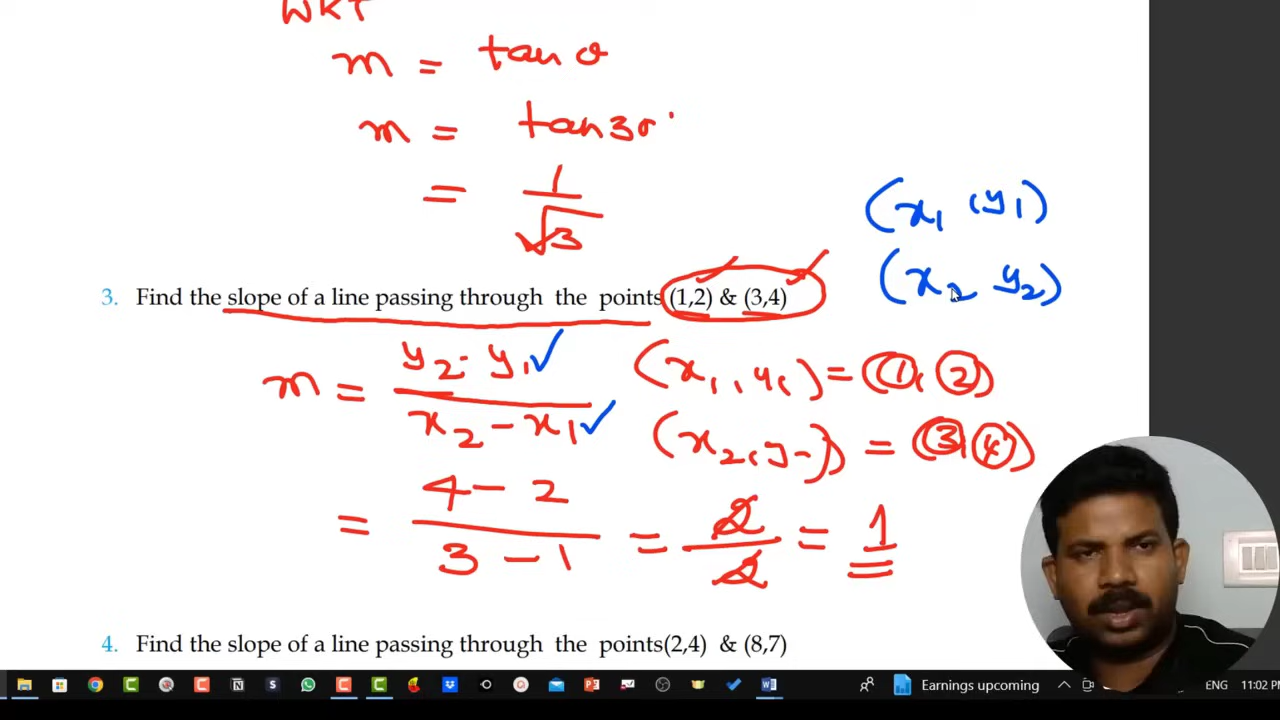 WKT
m = tan θ
m = tan30°
= 1/√3
(x1, y1)
(x2 y2)
3. Find the slope of a line passing through the points (1,2) & (3,4)
m = y2 - y1 / x2 - x1
(x1, y1) = (1, 2)
(x2, y2) = (3, 4)
= 4 - 2 / 3 - 1 = 2/2 = 1
4. Find the slope of a line passing through the points(2,4) & (8,7)
Earnings upcoming
ENG
11:02 PM